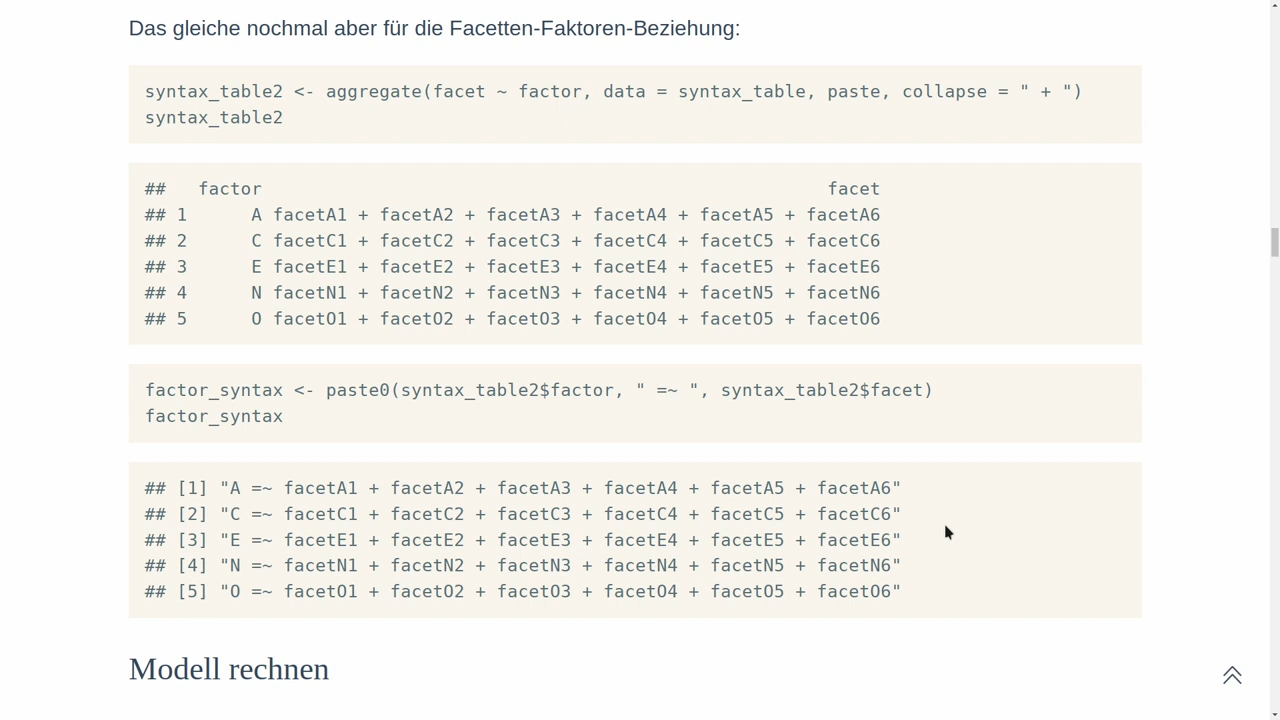 Das gleiche nochmal aber für die Facetten-Faktoren-Beziehung:
syntax_table2 <- aggregate(facet ~ factor, data = syntax_table, paste, collapse = " + ")
syntax_table2
##   factor                                                     facet
## 1      A facetA1 + facetA2 + facetA3 + facetA4 + facetA5 + facetA6
## 2      C facetC1 + facetC2 + facetC3 + facetC4 + facetC5 + facetC6
## 3      E facetE1 + facetE2 + facetE3 + facetE4 + facetE5 + facetE6
## 4      N facetN1 + facetN2 + facetN3 + facetN4 + facetN5 + facetN6
## 5      O facetO1 + facetO2 + facetO3 + facetO4 + facetO5 + facetO6
factor_syntax <- paste0(syntax_table2$factor, " =~ ", syntax_table2$facet)
factor_syntax
## [1] "A =~ facetA1 + facetA2 + facetA3 + facetA4 + facetA5 + facetA6"
## [2] "C =~ facetC1 + facetC2 + facetC3 + facetC4 + facetC5 + facetC6"
## [3] "E =~ facetE1 + facetE2 + facetE3 + facetE4 + facetE5 + facetE6"
## [4] "N =~ facetN1 + facetN2 + facetN3 + facetN4 + facetN5 + facetN6"
## [5] "O =~ facetO1 + facetO2 + facetO3 + facetO4 + facetO5 + facetO6"
Modell rechnen